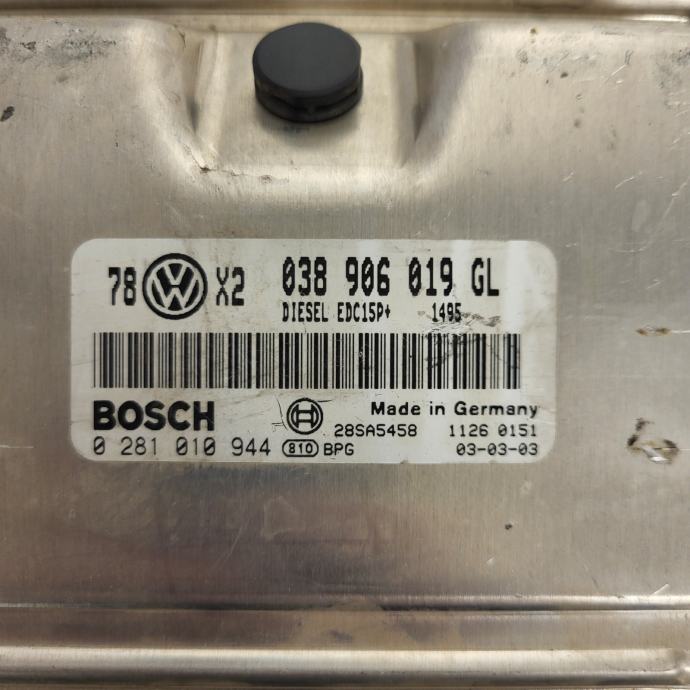 78 VW X2 038 906 019 GL
DIESEL EDC15P+ 1495
BOSCH Made in Germany
28SA5458 1126 0151
0 281 010 944 810 BPG 03-03-03